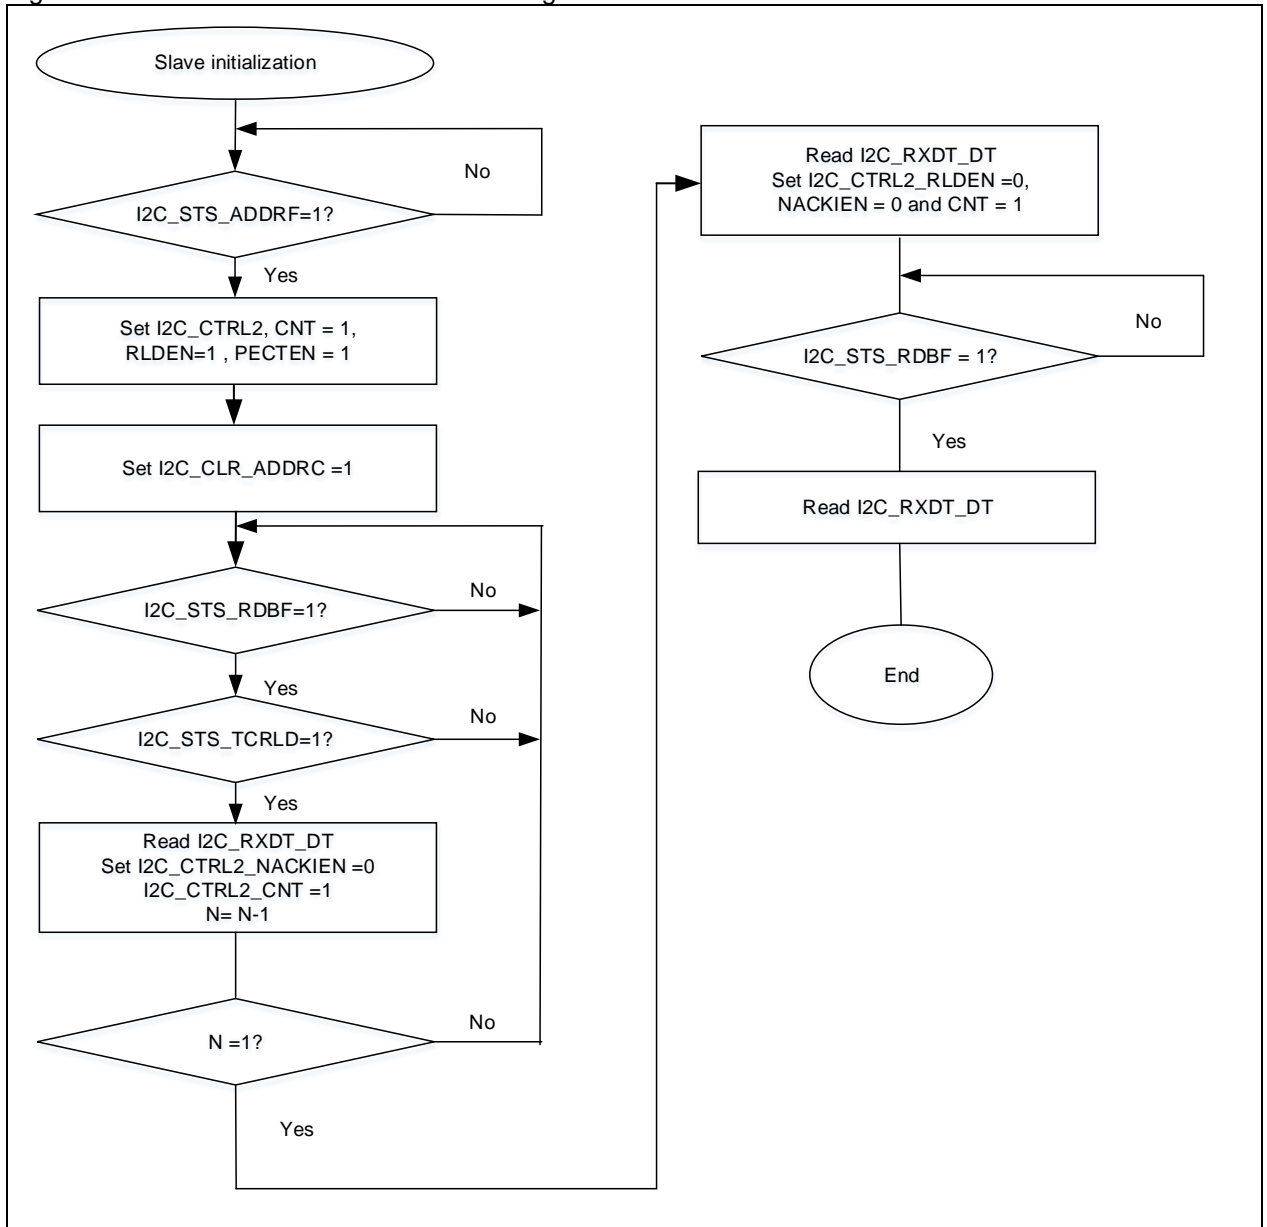 Slave initialization
No
I2C_STS_ADDRF=1?
Yes
Set I2C_CTRL2, CNT = 1,
RLDEN=1 , PECTEN = 1
Set I2C_CLR_ADDRC =1
I2C_STS_RDBF=1?
No
Yes
I2C_STS_TCRLD=1?
No
Yes
Read I2C_RXDT_DT
Set I2C_CTRL2_NACKIEN =0
I2C_CTRL2_CNT =1
N= N-1
N =1?
No
Yes
Read I2C_RXDT_DT
Set I2C_CTRL2_RLDEN =0,
NACKIEN = 0 and CNT = 1
No
I2C_STS_RDBF = 1?
Yes
Read I2C_RXDT_DT
End